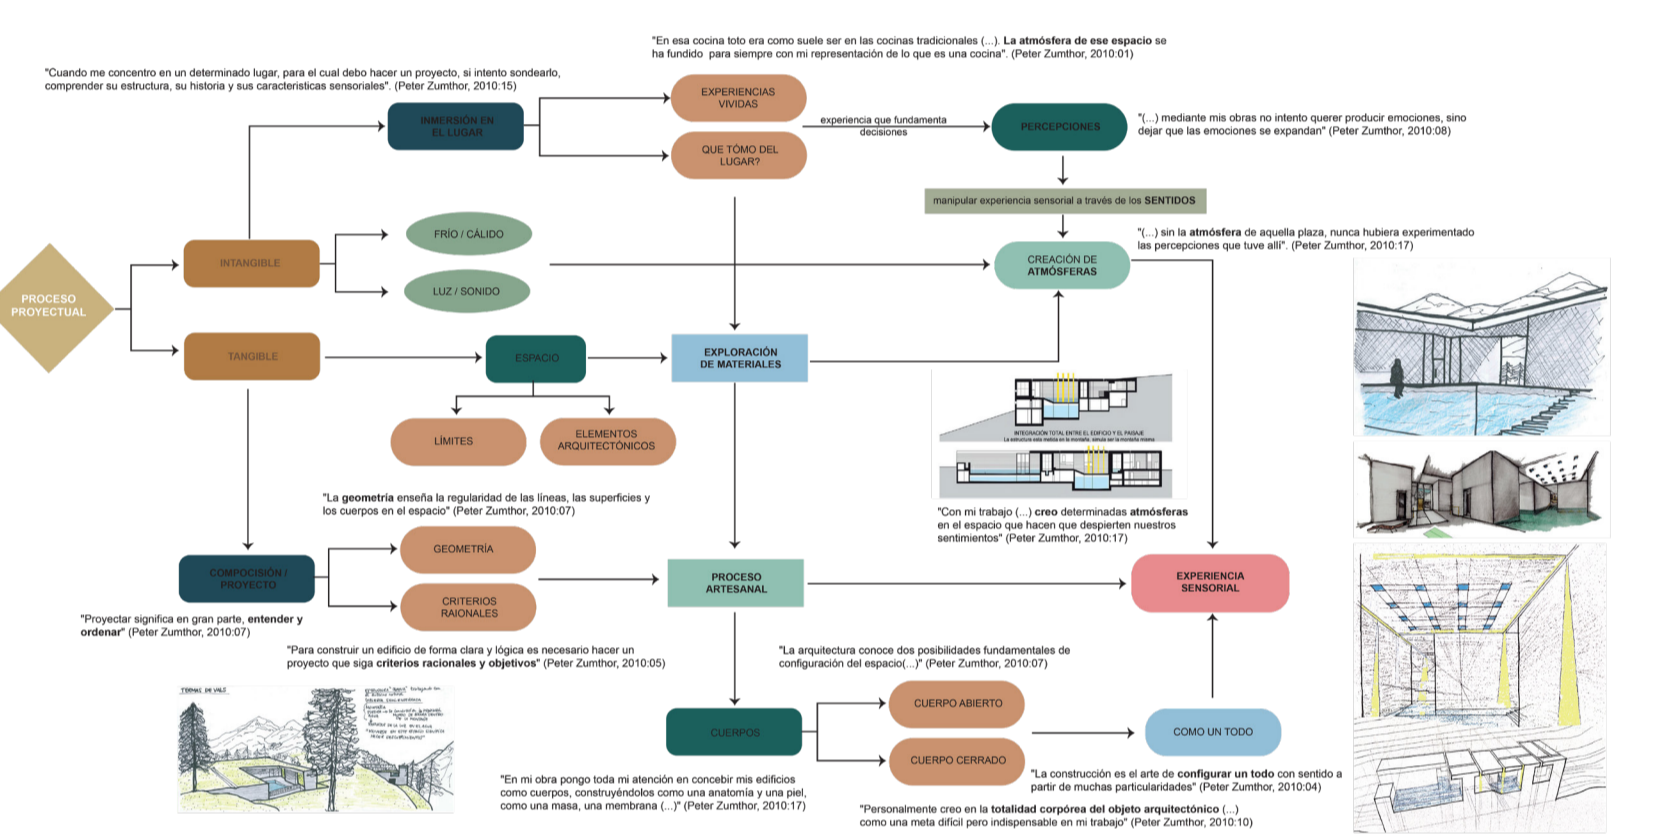 "En esa cocina toto era como suele ser en las cocinas tradicionales (...). La atmósfera de ese espacio se
ha fundido para siempre con mi representación de lo que es una cocina". (Peter Zumthor, 2010:01)
"Cuando me concentro en un determinado lugar, para el cual debo hacer un proyecto, si intento sondearlo,
comprender su estructura, su historia y sus caracteristicas sensoriales". (Peter Zumthor, 2010:15)
INMERSIÓN EN
EL LUGAR
EXPERIENCIAS
VIVIDAS
QUE TÓMO DEL
LUGAR?
experiencia que fundamenta
decisiones
PERCEPCIONES
"(...) mediante mis obras no intento querer producir emociones, sino
dejar que las emociones se expandan" (Peter Zumthor, 2010:08)
manipular experiencia sensorial a través de los SENTIDOS
FRÍO / CÁLIDO
INTANGIBLE
LUZ / SONIDO
CREACIÓN DE
ATMÓSFERAS
"(...) sin la atmósfera de aquella plaza, nunca hubiera experimentado
las percepciones que tuve allí". (Peter Zumthor, 2010:17)
PROCESO
PROYECTUAL
TANGIBLE
ESPACIO
EXPLORACIÓN
DE MATERIALES
LÍMITES
ELEMENTOS
ARQUITECTÓNICOS
INTEGRACIÓN TOTAL ENTRE EL EDIFICIO Y EL PAISAJE
"La geometría enseña la regularidad de las líneas, las superficies y
los cuerpos en el espacio" (Peter Zumthor, 2010:07)
"Con mi trabajo (...) creo determinadas atmósferas
en el espacio que hacen que despierten nuestros
sentimientos" (Peter Zumthor, 2010:17)
COMPOCISIÓN /
PROYECTO
GEOMETRÍA
CRITERIOS
RAIONALES
PROCESO
ARTESANAL
EXPERIENCIA
SENSORIAL
"Proyectar significa en gran parte, entender y
ordenar" (Peter Zumthor, 2010:07)
"Para construir un edificio de forma clara y lógica es necesario hacer un
proyecto que siga criterios racionales y objetivos" (Peter Zumthor, 2010:05)
"La arquitectura conoce dos posibilidades fundamentales de
configuración del espacio(...)" (Peter Zumthor, 2010:07)
TERMAS DE VALS
CUERPOS
CUERPO ABIERTO
CUERPO CERRADO
COMO UN TODO
"En mi obra pongo toda mi atención en concebir mis edificios
como cuerpos, construyéndolos como una anatomía y una piel,
como una masa, una membrana (...)" (Peter Zumthor, 2010:17)
"La construcción es el arte de configurar un todo con sentido a
partir de muchas particularidades" (Peter Zumthor, 2010:04)
"Personalmente creo en la totalidad corpórea del objeto arquitectónico (...)
como una meta difícil pero indispensable en mi trabajo" (Peter Zumthor, 2010:10)